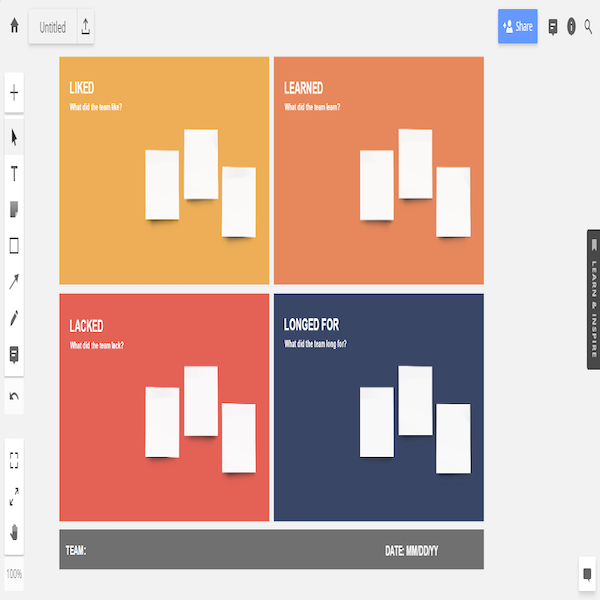 Untitled
Share
LIKED
What did the team like?
LEARNED
What did the team learn?
LACKED
What did the team lack?
LONGED FOR
What did the team long for?
TEAM:
DATE: MM/DD/YY
LEARN & INSPIRE
100%